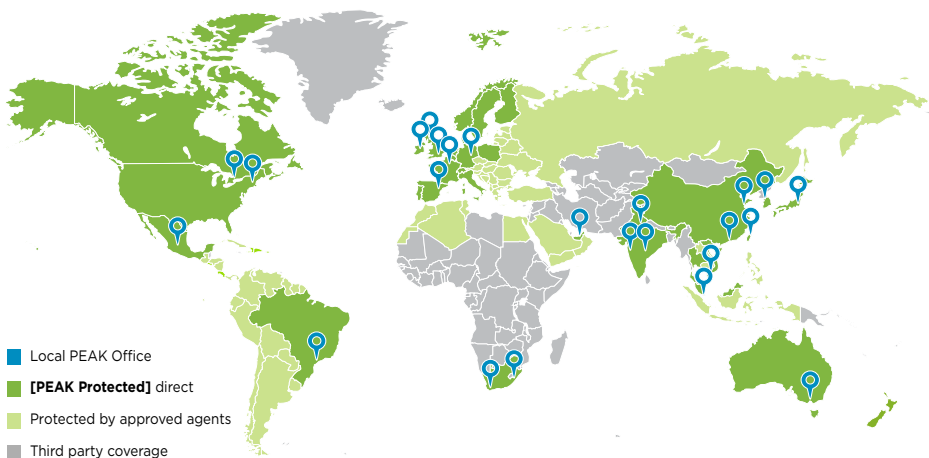 Local PEAK Office
[PEAK Protected] direct
Protected by approved agents
Third party coverage